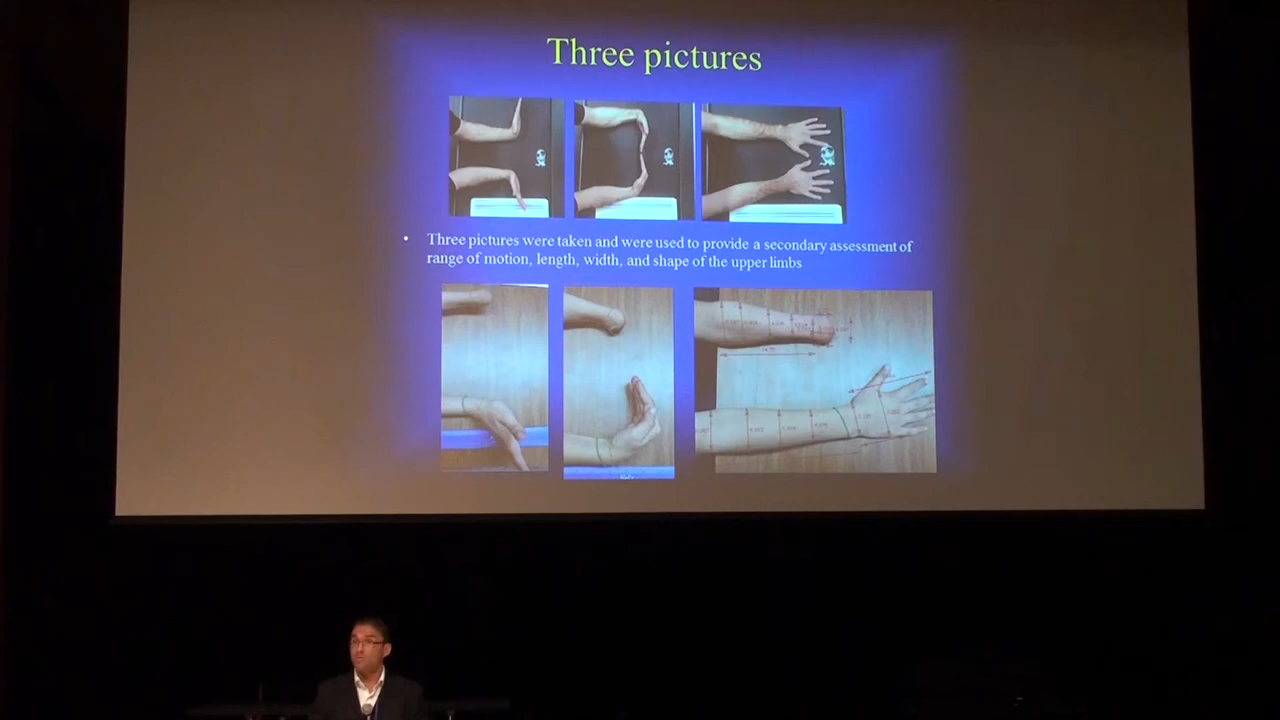 Three pictures
• Three pictures were taken and were used to provide a secondary assessment of
range of motion, length, width, and shape of the upper limbs